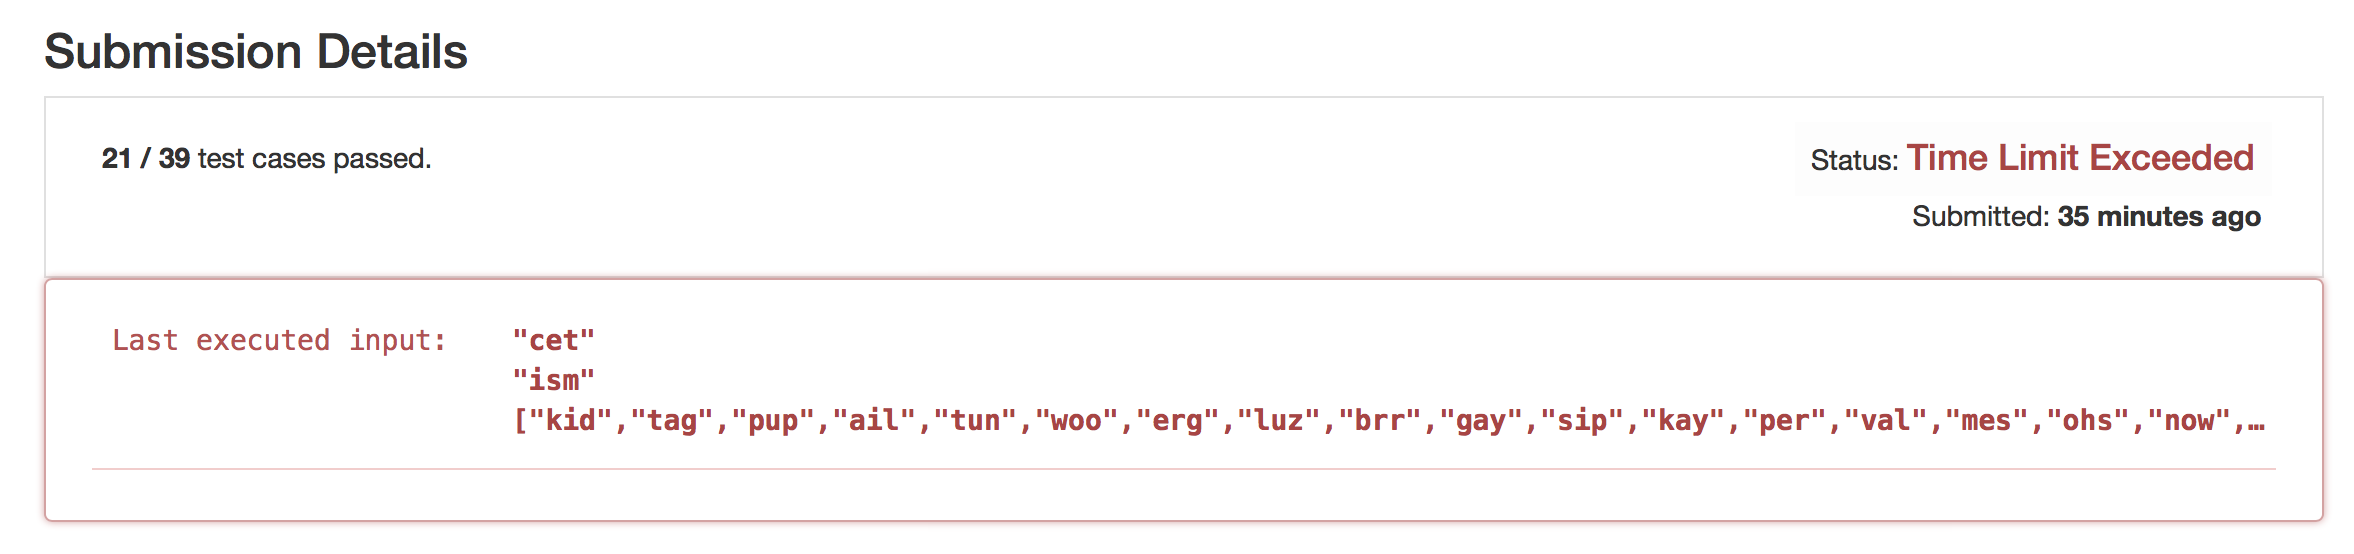 Submission Details
21 / 39 test cases passed.
Status: Time Limit Exceeded
Submitted: 35 minutes ago
Last executed input: "cet"
"ism"
["kid","tag","pup","ail","tun","woo","erg","luz","brr","gay","sip","kay","per","val","mes","ohs","now",…